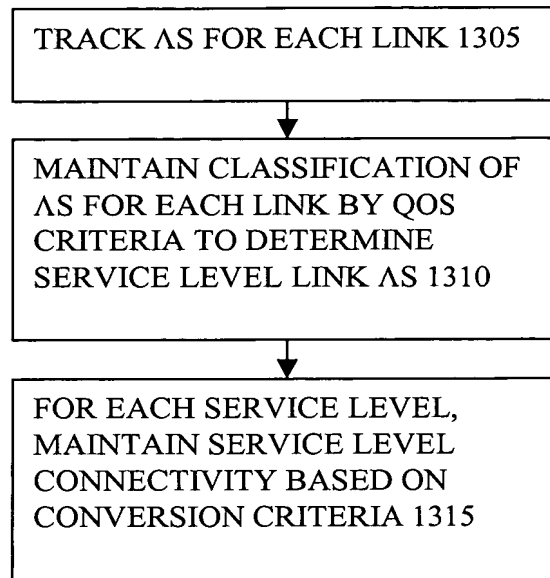 TRACK ΛS FOR EACH LINK 1305
MAINTAIN CLASSIFICATION OF
ΛS FOR EACH LINK BY QOS
CRITERIA TO DETERMINE
SERVICE LEVEL LINK ΛS 1310
FOR EACH SERVICE LEVEL,
MAINTAIN SERVICE LEVEL
CONNECTIVITY BASED ON
CONVERSION CRITERIA 1315